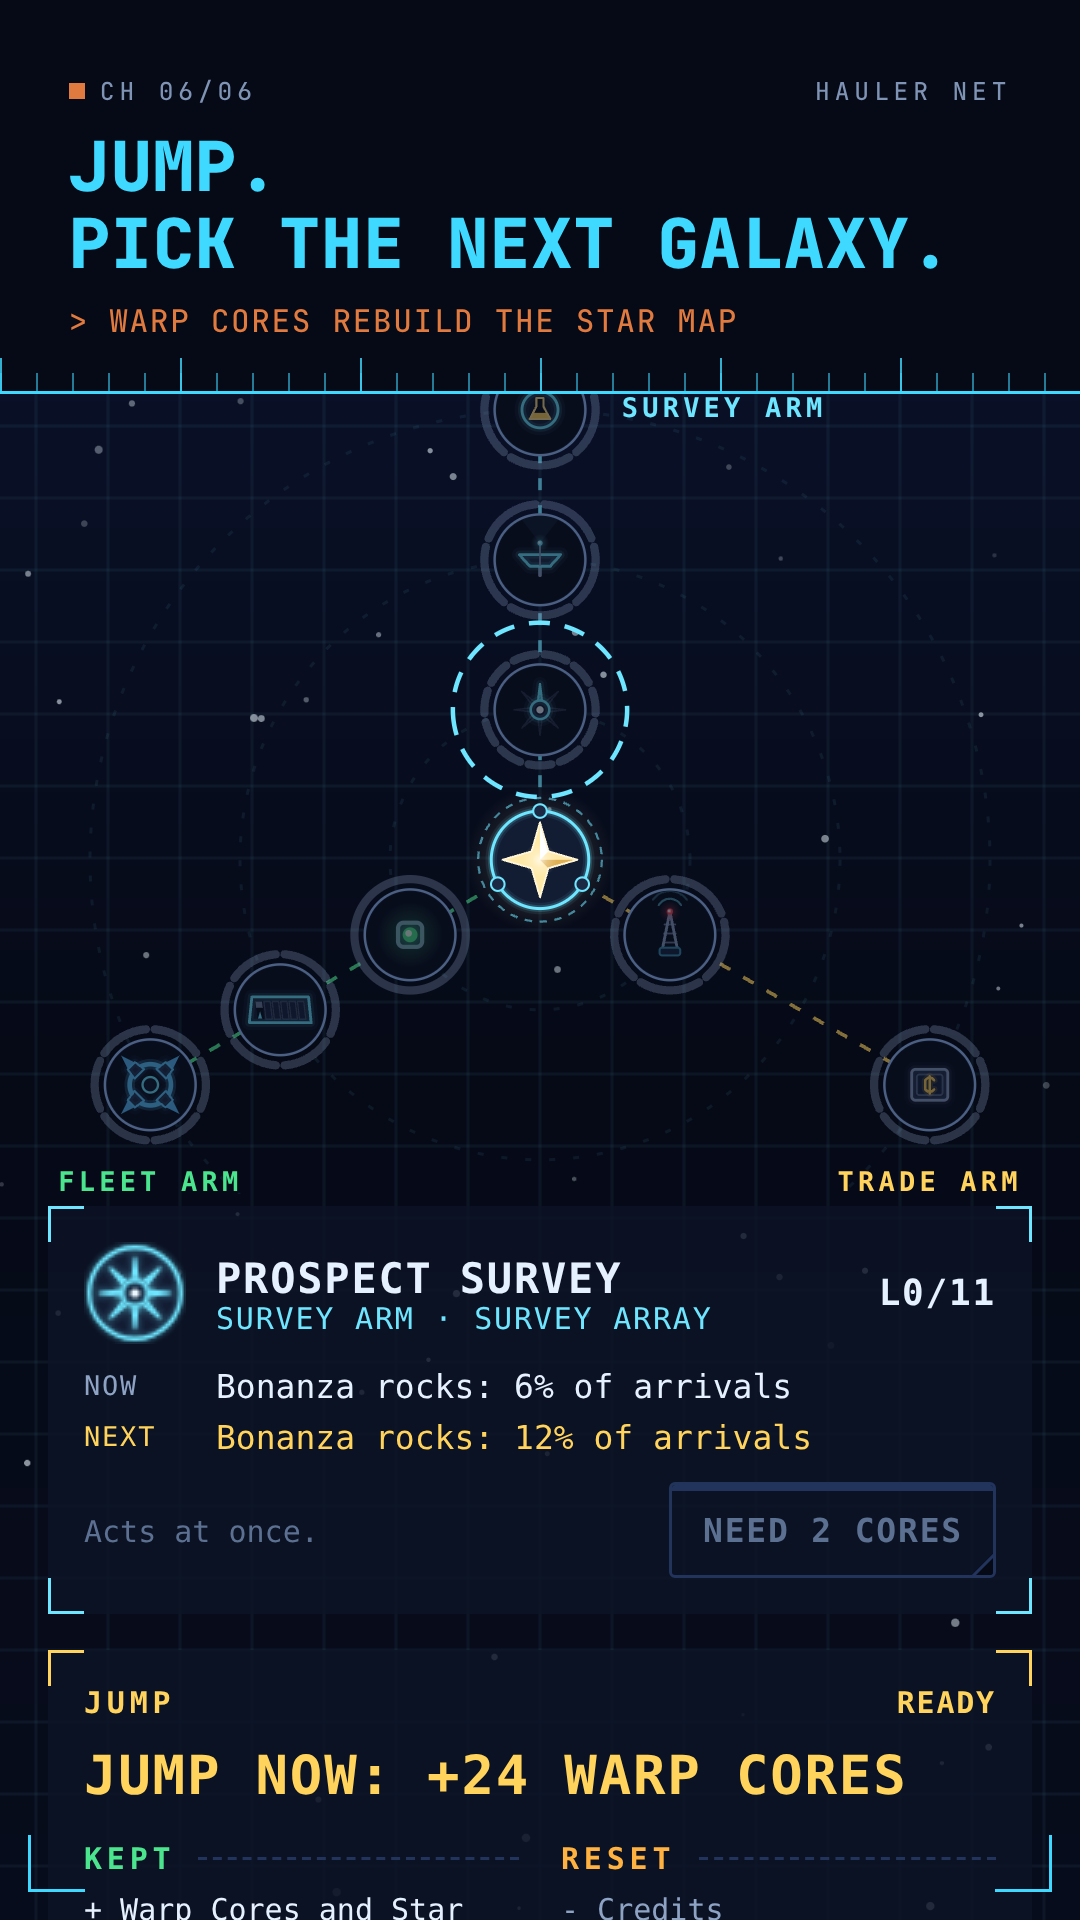 CH 06/06
HAULER NET
JUMP.
PICK THE NEXT GALAXY.
> WARP CORES REBUILD THE STAR MAP
SURVEY ARM
FLEET ARM
TRADE ARM
PROSPECT SURVEY
L0/11
SURVEY ARM · SURVEY ARRAY
NOW Bonanza rocks: 6% of arrivals
NEXT Bonanza rocks: 12% of arrivals
Acts at once.
NEED 2 CORES
JUMP
READY
JUMP NOW: +24 WARP CORES
KEPT
RESET
+ Warp Cores and Star
- Credits